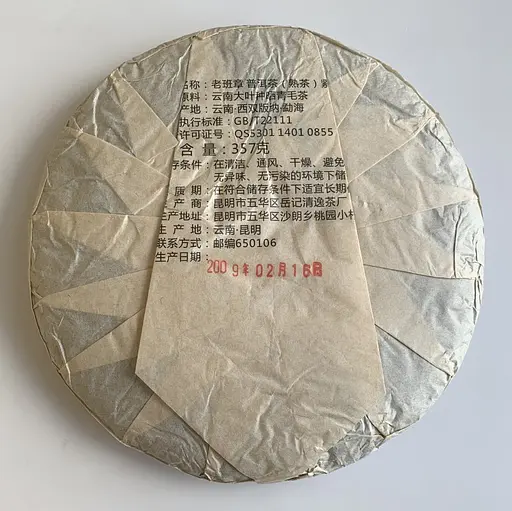 名称：老班章 普洱茶（熟茶）
原料：云南大叶种晒青毛茶
产地：云南·西双版纳·勐海
执行标准：GB/T22111
许可证号：QS5301 1401 0855
含 量：357克
存条件：在清洁、通风、干燥、避免
无异味、无污染的环境下储
质 期：在符合储存条件下适宜长期
产 商：昆明市五华区岳记清逸茶厂
生产地址：昆明市五华区沙朗乡桃园小村
生 产 地：云南·昆明
联系方式：邮编650106
生产日期：
2009年02月16日